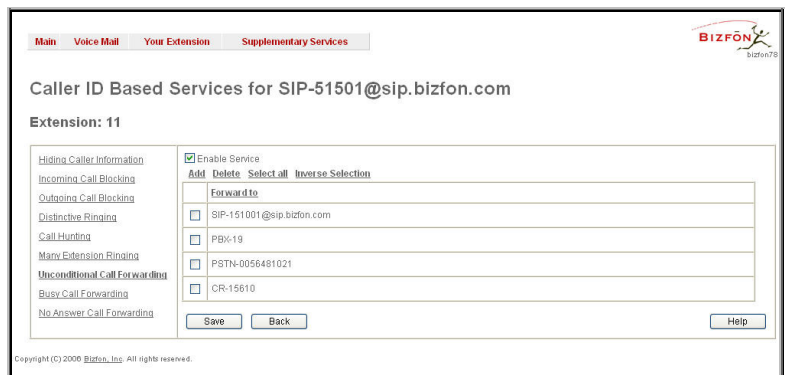 Main Voice Mail Your Extension Supplementary Services
BIZFŌN
bizfon78
Caller ID Based Services for SIP-51501@sip.bizfon.com
Extension: 11
Hiding Caller Information
Incoming Call Blocking
Outgoing Call Blocking
Distinctive Ringing
Call Hunting
Many Extension Ringing
Unconditional Call Forwarding
Busy Call Forwarding
No Answer Call Forwarding
Enable Service
Add Delete Select all Inverse Selection
Forward to
SIP-151001@sip.bizfon.com
PBX-19
PSTN-0056481021
CR-15610
Save Back Help
Copyright (C) 2006 Bizfon, Inc. All rights reserved.